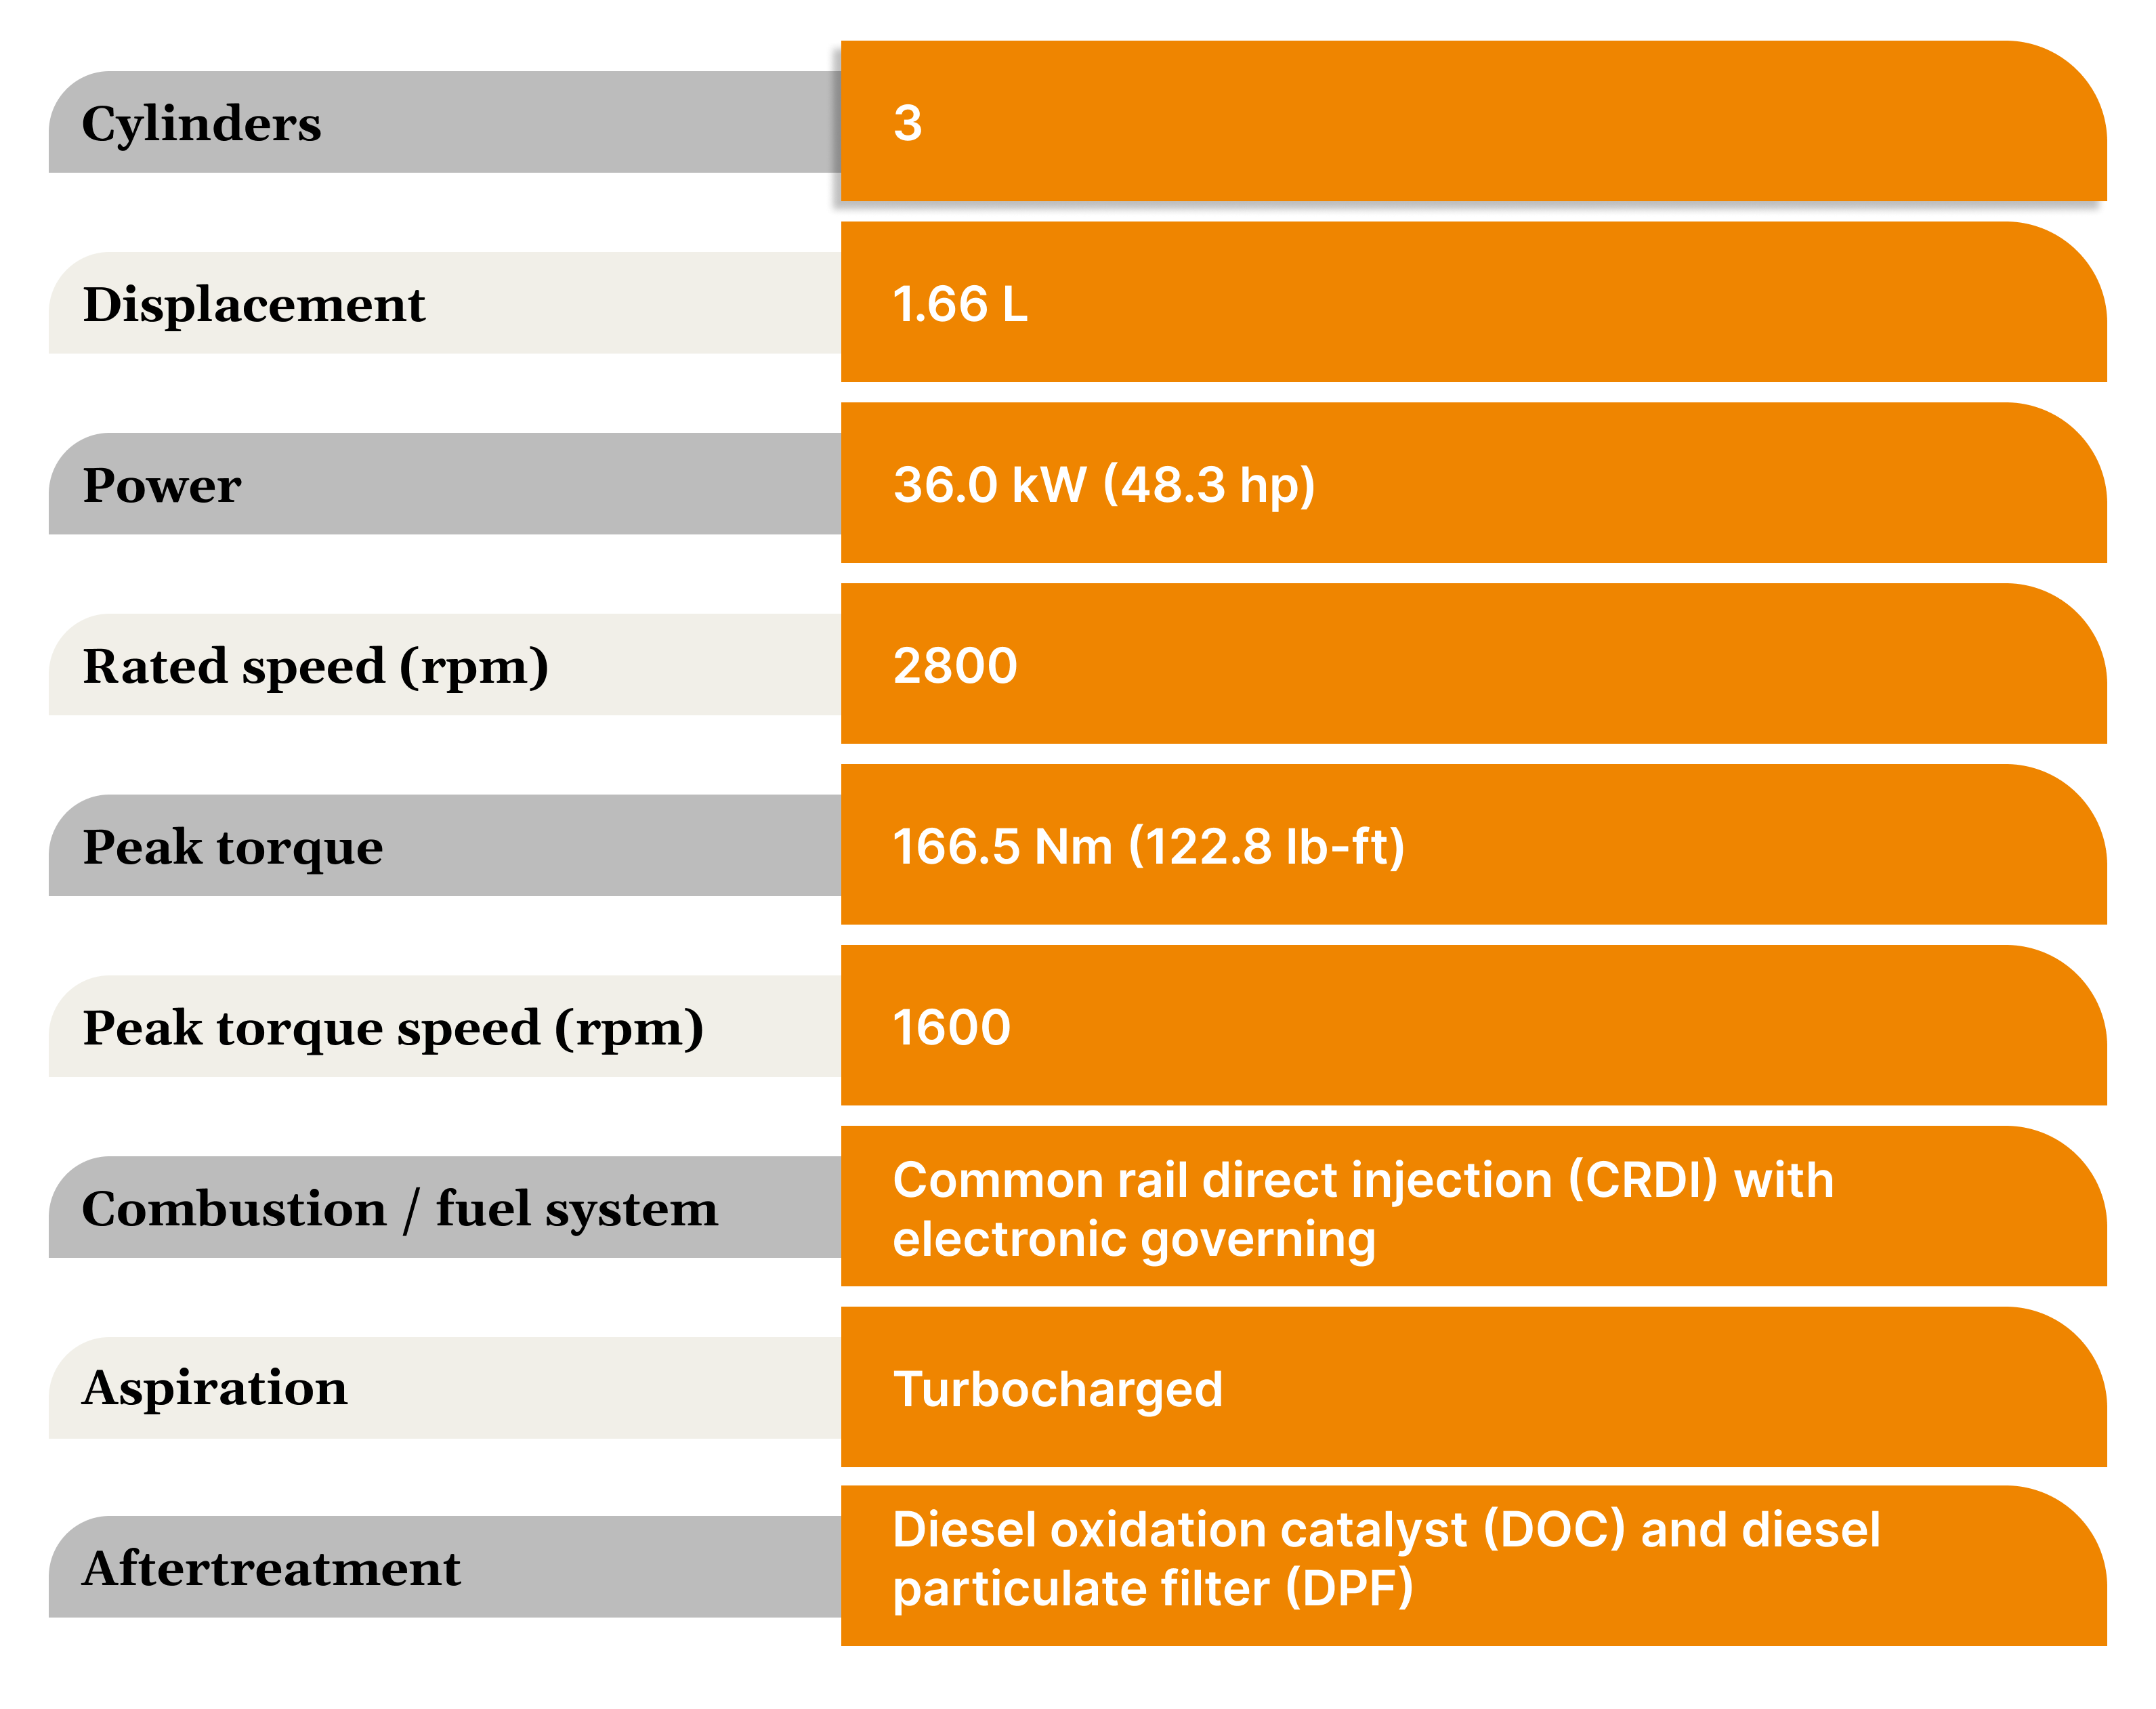 Cylinders
3
Displacement
1.66 L
Power
36.0 kW (48.3 hp)
Rated speed (rpm)
2800
Peak torque
166.5 Nm (122.8 lb-ft)
Peak torque speed (rpm)
1600
Combustion / fuel system
Common rail direct injection (CRDI) with
electronic governing
Aspiration
Turbocharged
Aftertreatment
Diesel oxidation catalyst (DOC) and diesel
particulate filter (DPF)